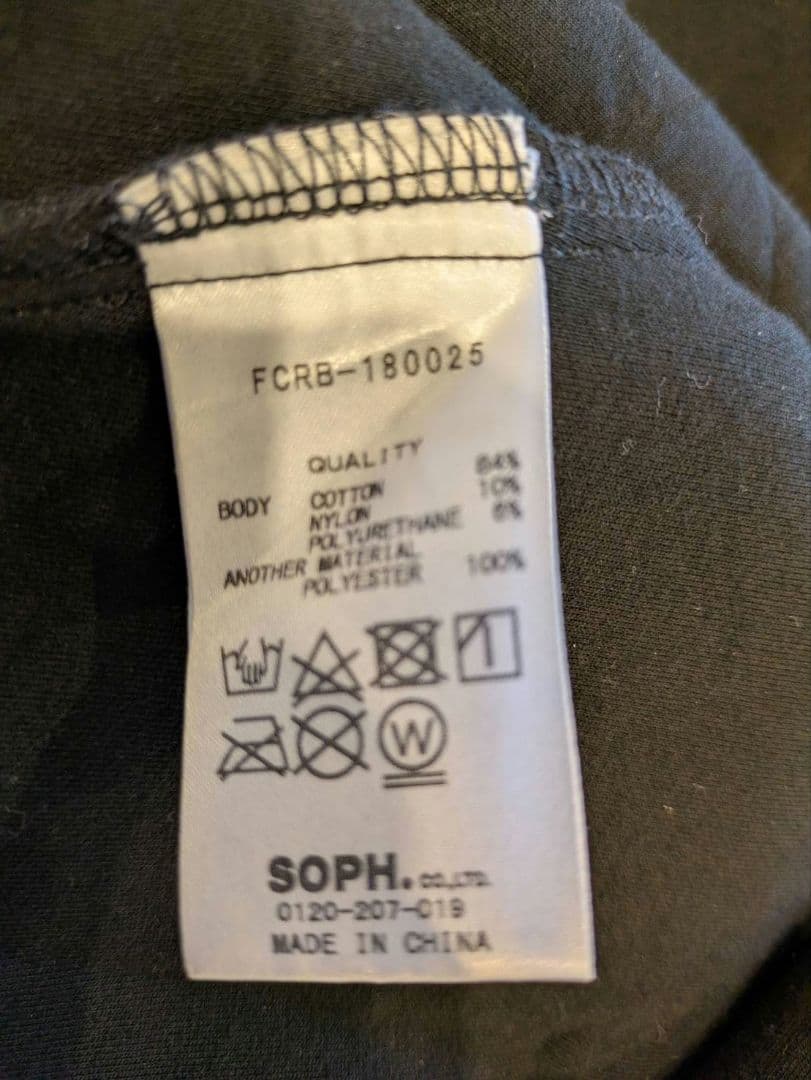 FCRB-180025
QUALITY
BODY COTTON 84%
NYLON 10%
POLYURETHANE 6%
ANOTHER MATERIAL
POLYESTER 100%
W
SOPH. CO.,LTD.
0120-207-019
MADE IN CHINA